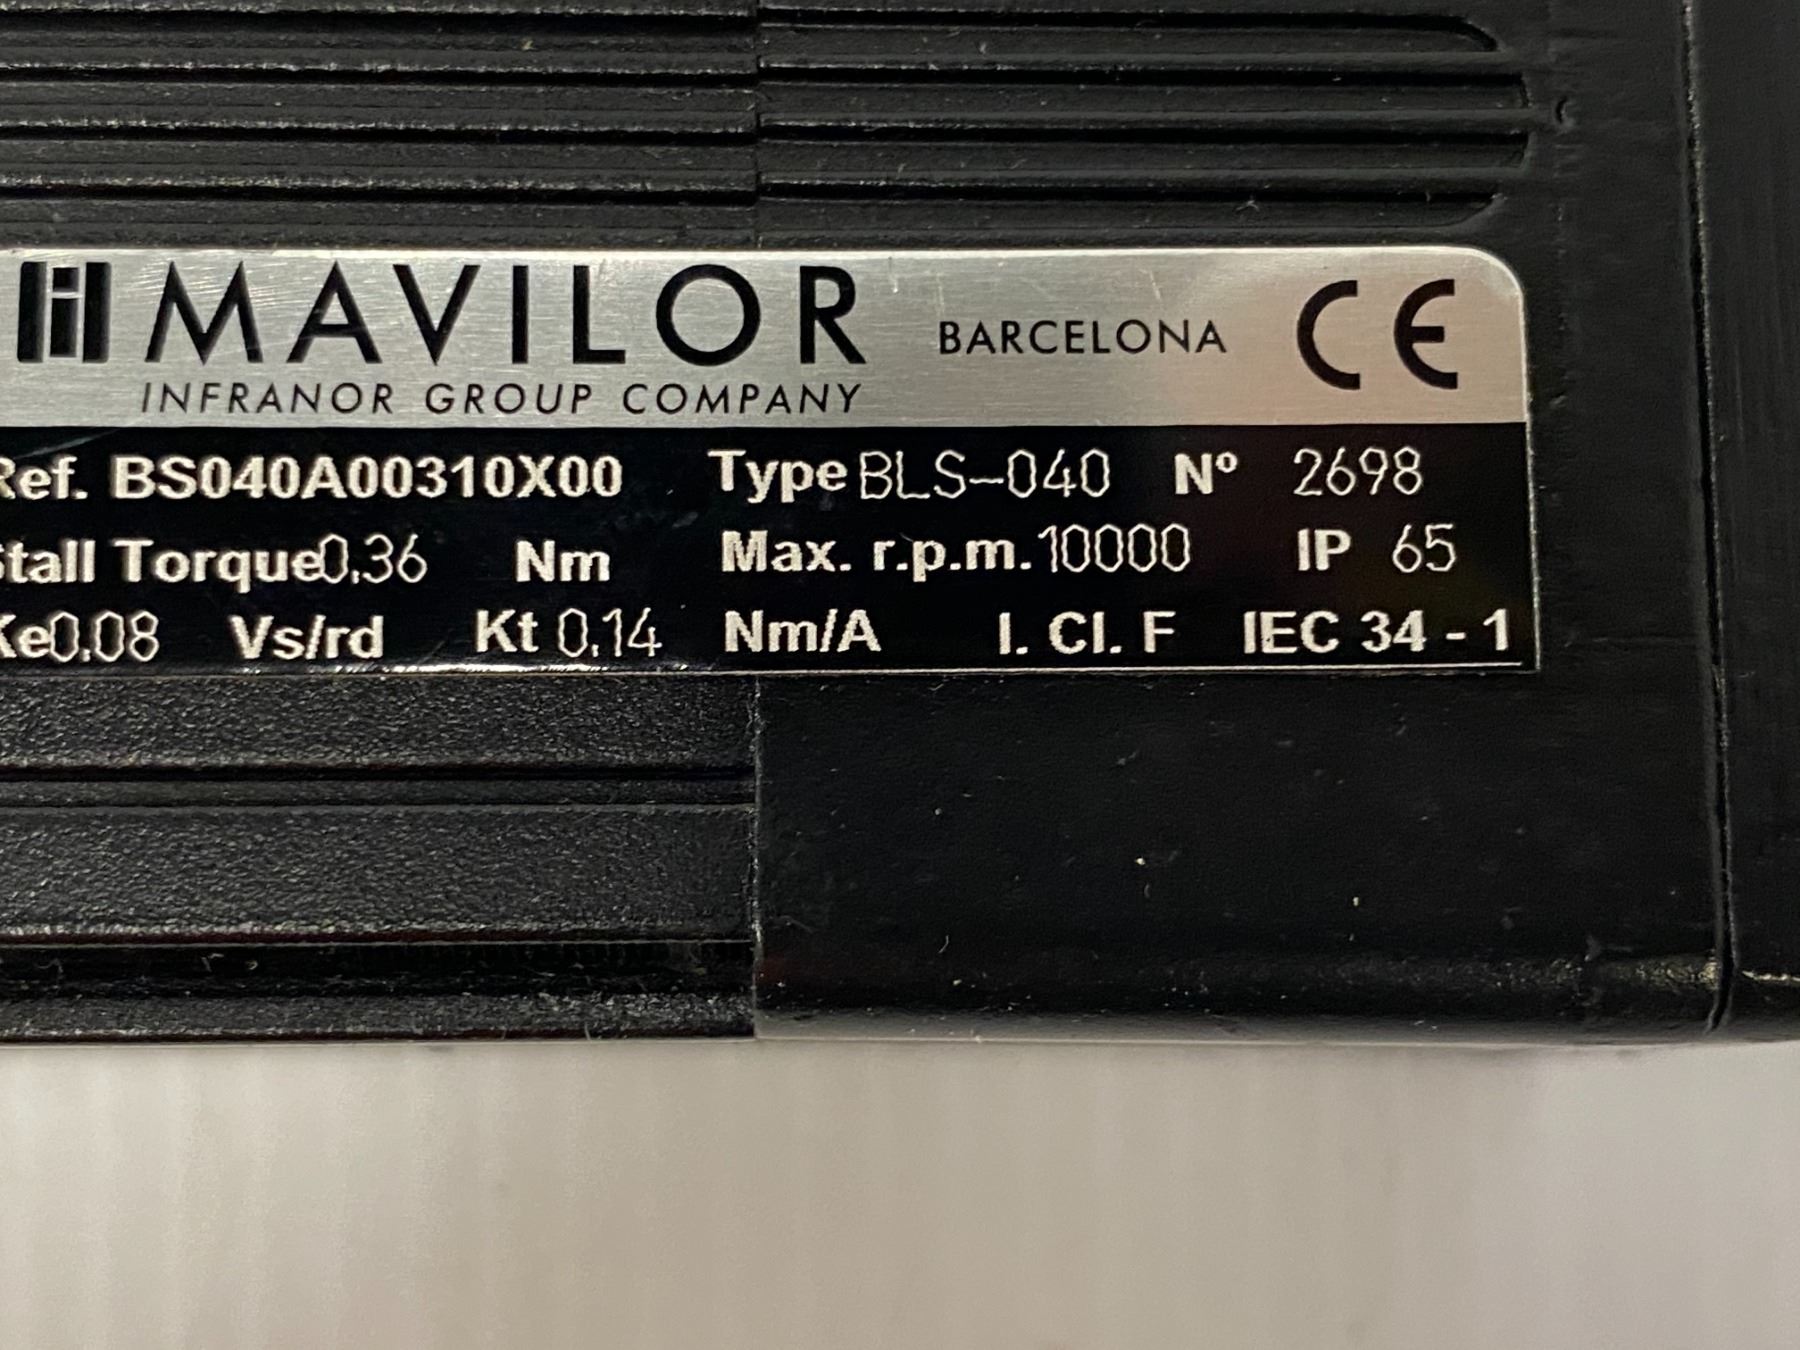 MAVILOR BARCELONA CE
INFRANOR GROUP COMPANY
Ref. BS040A00310X00 Type BLS-040 Nº 2698
Stall Torque 0.36 Nm Max. r.p.m. 10000 IP 65
Ke 0.08 Vs/rd Kt 0.14 Nm/A I. Cl. F IEC 34 - 1